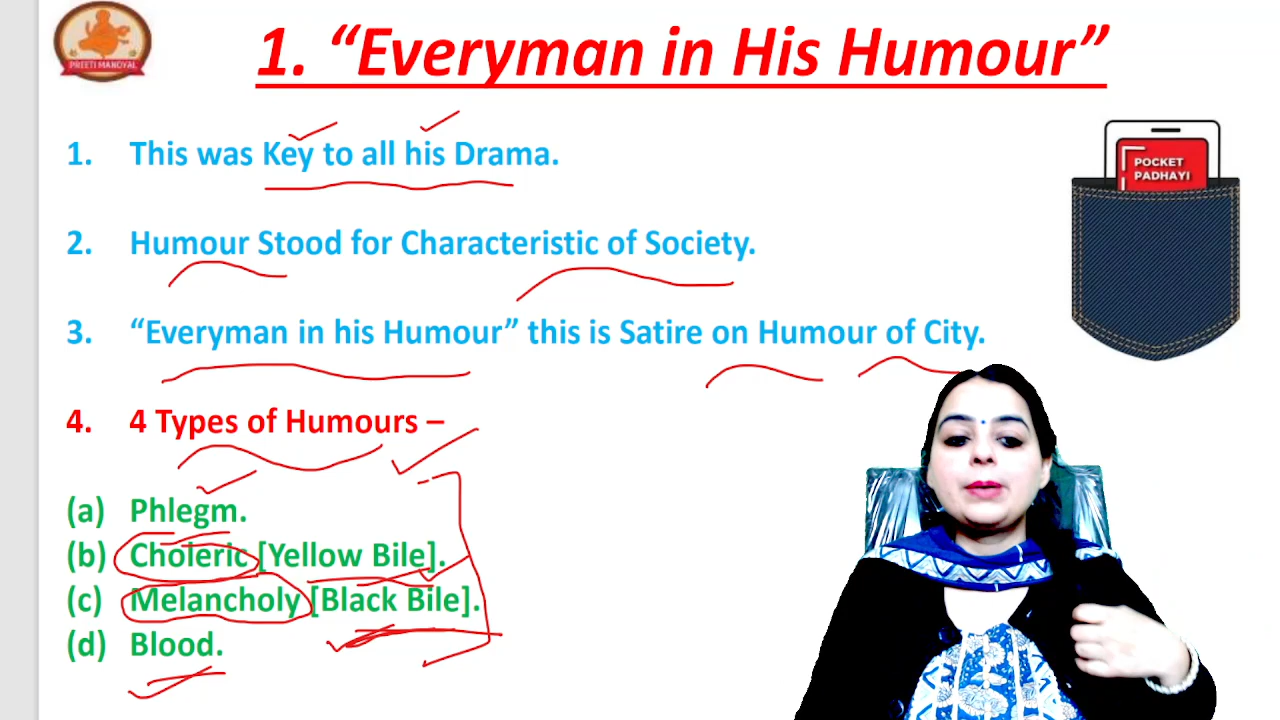 PREETI MANDYAL
1. “Everyman in His Humour”
1. This was Key to all his Drama.
POCKET
PADHAYI
2. Humour Stood for Characteristic of Society.
3. “Everyman in his Humour” this is Satire on Humour of City.
4. 4 Types of Humours –
(a) Phlegm.
(b) Choleric [Yellow Bile].
(c) Melancholy [Black Bile].
(d) Blood.